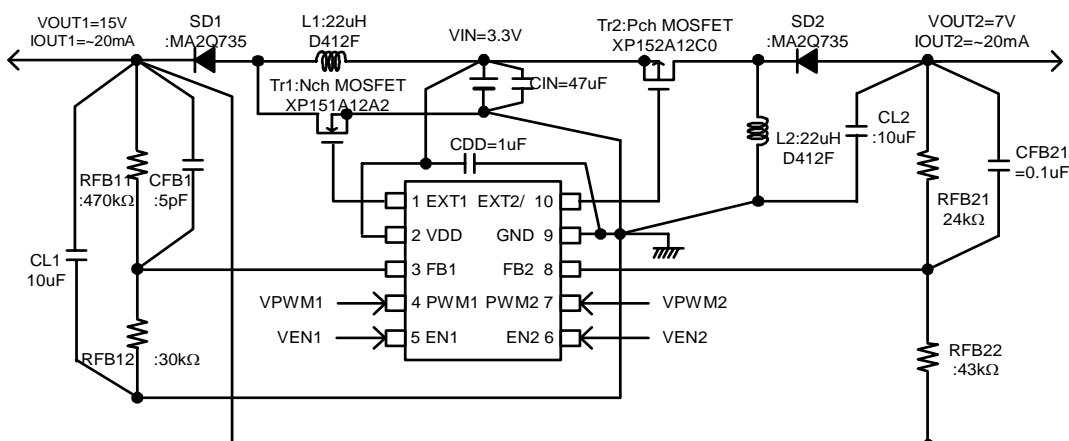 VOUT1=15V
IOUT1=~20mA
SD1
:MA2Q735
L1:22uH
D412F
VIN=3.3V
Tr2:Pch MOSFET
XP152A12C0
SD2
:MA2Q735
VOUT2=7V
IOUT2=~20mA
Tr1:Nch MOSFET
XP151A12A2
CIN=47uF
CDD=1uF
L2:22uH
D412F
CL2
:10uF
CFB21
=0.1uF
RFB11
:470kΩ
CFB1
:5pF
RFB21
24kΩ
CL1
10uF
1 EXT1 EXT2/ 10
2 VDD GND 9
3 FB1 FB2 8
VPWM1 4 PWM1 PWM2 7 VPWM2
VEN1 5 EN1 EN2 6 VEN2
RFB12 :30kΩ
RFB22
:43kΩ